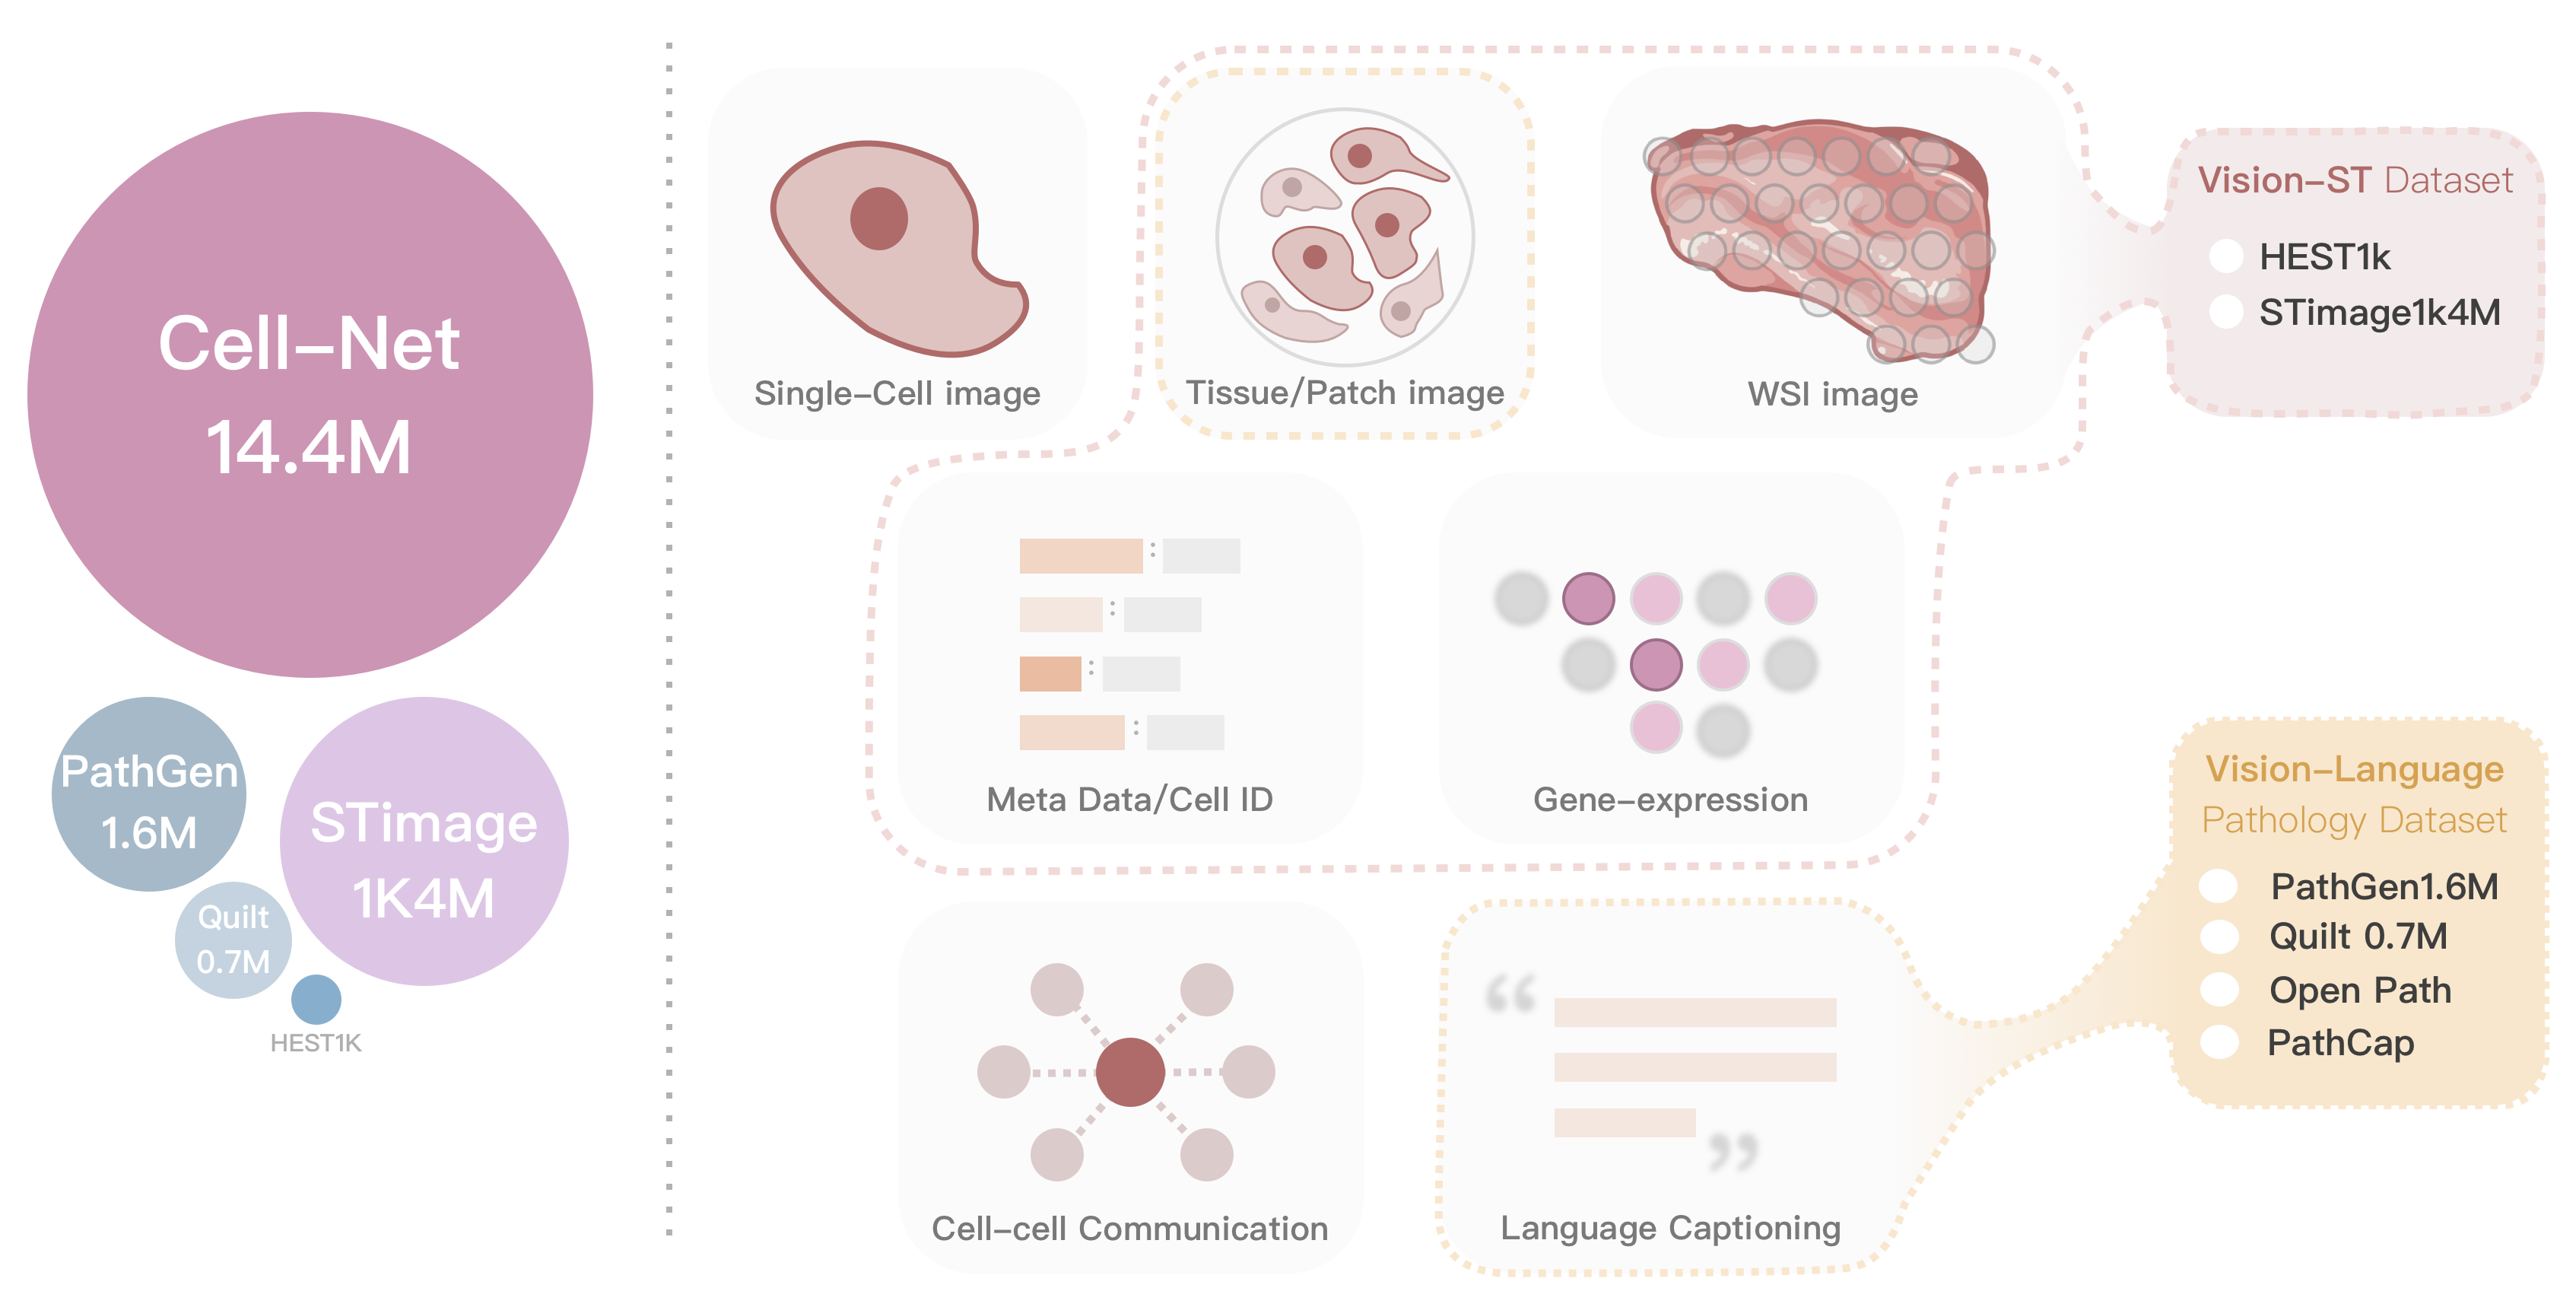 Cell–Net
14.4M
PathGen
1.6M
STimage
1K4M
Quilt
0.7M
HEST1K
Single–Cell image
Tissue/Patch image
WSI image
Meta Data/Cell ID
Gene–expression
Cell–cell Communication
“
”
Language Captioning
Vision–ST Dataset
HEST1k
STimage1k4M
Vision–Language
Pathology Dataset
PathGen1.6M
Quilt 0.7M
Open Path
PathCap